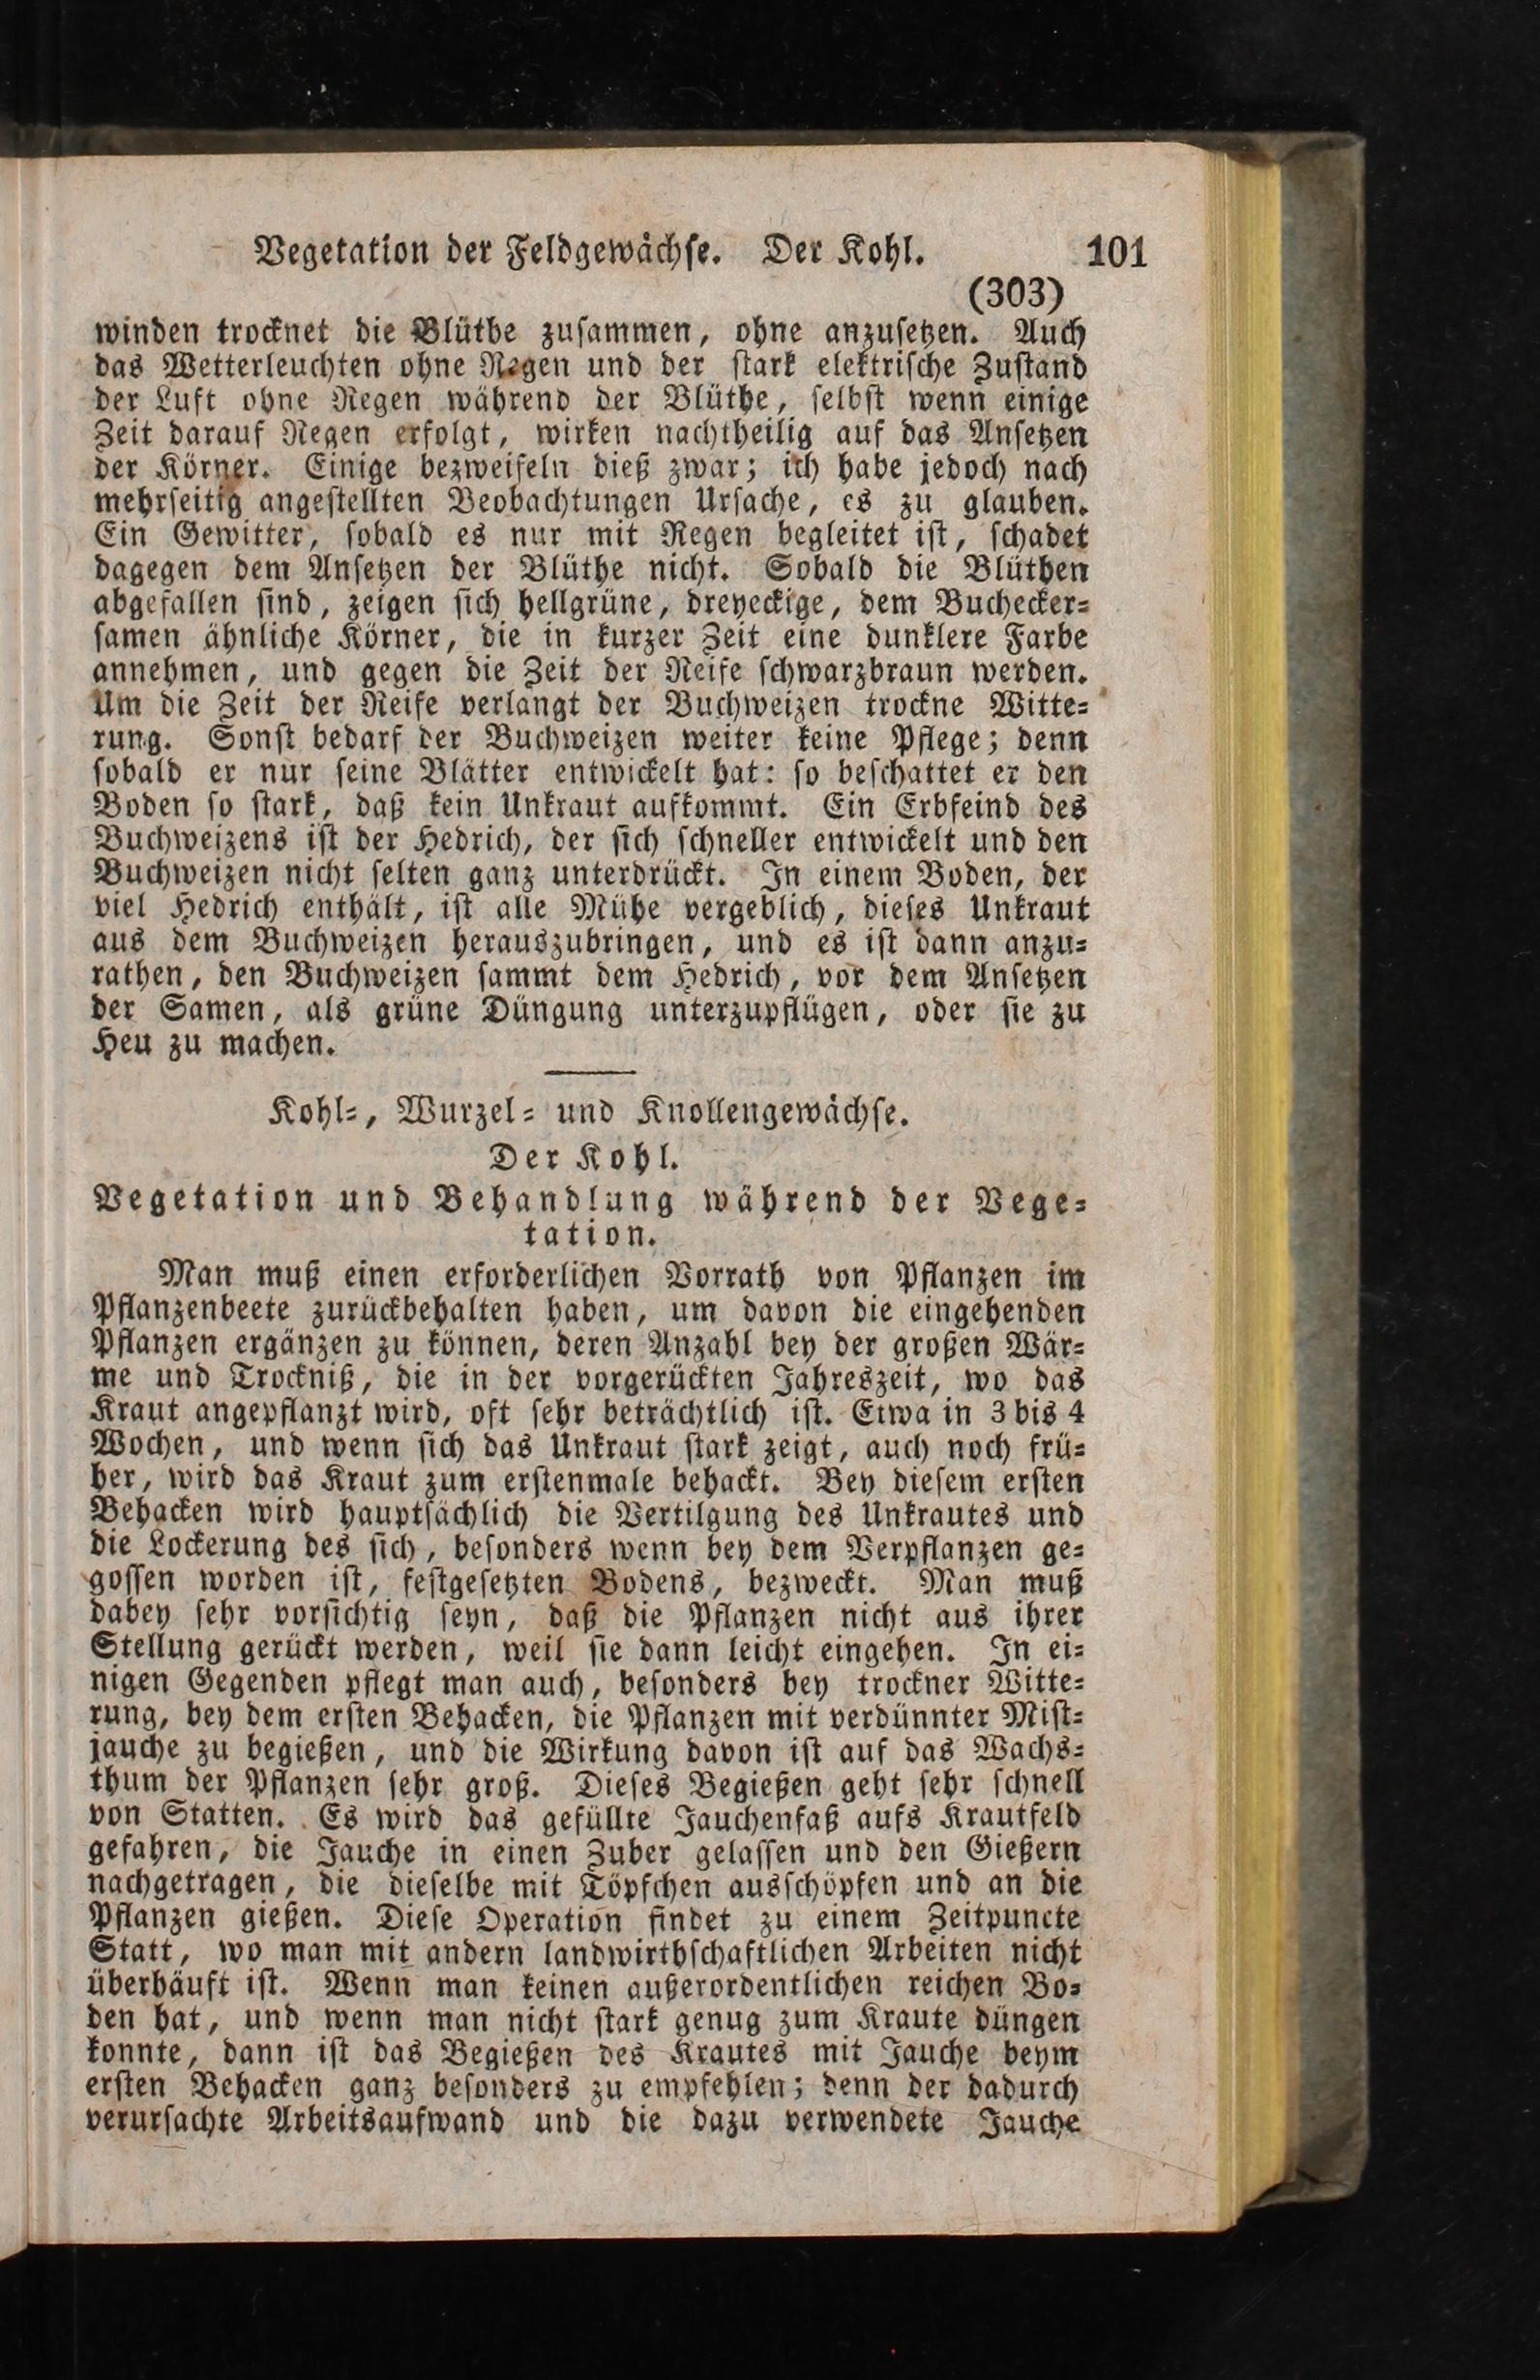 Vegetation der Feldgewächse. Der Kohl. 101
(303)
winden trocknet die Blüthe zusammen, ohne anzusetzen. Auch
das Wetterleuchten ohne Regen und der stark elektrische Zustand
der Luft ohne Regen während der Blüthe, selbst wenn einige
Zeit darauf Regen erfolgt, wirken nachtheilig auf das Ansetzen
der Körner. Einige bezweifeln dieß zwar; ich habe jedoch nach
mehrseitig angestellten Beobachtungen Ursache, es zu glauben.
Ein Gewitter, sobald es nur mit Regen begleitet ist, schadet
dagegen dem Ansetzen der Blüthe nicht. Sobald die Blüthen
abgefallen sind, zeigen sich hellgrüne, dreyeckige, dem Buchecker-
samen ähnliche Körner, die in kurzer Zeit eine dunklere Farbe
annehmen, und gegen die Zeit der Reife schwarzbraun werden.
Um die Zeit der Reife verlangt der Buchweizen trockne Witte-
rung. Sonst bedarf der Buchweizen weiter keine Pflege; denn
sobald er nur seine Blätter entwickelt hat: so beschattet er den
Boden so stark, daß kein Unkraut aufkommt. Ein Erbfeind des
Buchweizens ist der Hedrich, der sich schneller entwickelt und den
Buchweizen nicht selten ganz unterdrückt. In einem Boden, der
viel Hedrich enthält, ist alle Mühe vergeblich, dieses Unkraut
aus dem Buchweizen herauszubringen, und es ist dann anzu-
rathen, den Buchweizen sammt dem Hedrich, vor dem Ansetzen
der Samen, als grüne Düngung unterzupflügen, oder sie zu
Heu zu machen.
Kohl-, Wurzel- und Knollengewächse.
Der Kohl.
Vegetation und Behandlung während der Vege-
tation.
Man muß einen erforderlichen Vorrath von Pflanzen im
Pflanzenbeete zurückbehalten haben, um davon die eingehenden
Pflanzen ergänzen zu können, deren Anzahl bey der großen Wär-
me und Trockniß, die in der vorgerückten Jahreszeit, wo das
Kraut angepflanzt wird, oft sehr beträchtlich ist. Etwa in 3 bis 4
Wochen, und wenn sich das Unkraut stark zeigt, auch noch frü-
her, wird das Kraut zum erstenmale behackt. Bey diesem ersten
Behacken wird hauptsächlich die Vertilgung des Unkrautes und
die Lockerung des sich, besonders wenn bey dem Verpflanzen ge-
gossen worden ist, festgesetzten Bodens, bezweckt. Man muß
dabey sehr vorsichtig seyn, daß die Pflanzen nicht aus ihrer
Stellung gerückt werden, weil sie dann leicht eingehen. In ei-
nigen Gegenden pflegt man auch, besonders bey trockner Witte-
rung, bey dem ersten Behacken, die Pflanzen mit verdünnter Mist-
jauche zu begießen, und die Wirkung davon ist auf das Wachs-
thum der Pflanzen sehr groß. Dieses Begießen geht sehr schnell
von Statten. Es wird das gefüllte Jauchenfaß aufs Krautfeld
gefahren, die Jauche in einen Zuber gelassen und den Gießern
nachgetragen, die dieselbe mit Töpfchen ausschöpfen und an die
Pflanzen gießen. Diese Operation findet zu einem Zeitpuncte
Statt, wo man mit andern landwirthschaftlichen Arbeiten nicht
überhäuft ist. Wenn man keinen außerordentlichen reichen Bo-
den hat, und wenn man nicht stark genug zum Kraute düngen
konnte, dann ist das Begießen des Krautes mit Jauche beym
ersten Behacken ganz besonders zu empfehlen; denn der dadurch
verursachte Arbeitsaufwand und die dazu verwendete Jauche